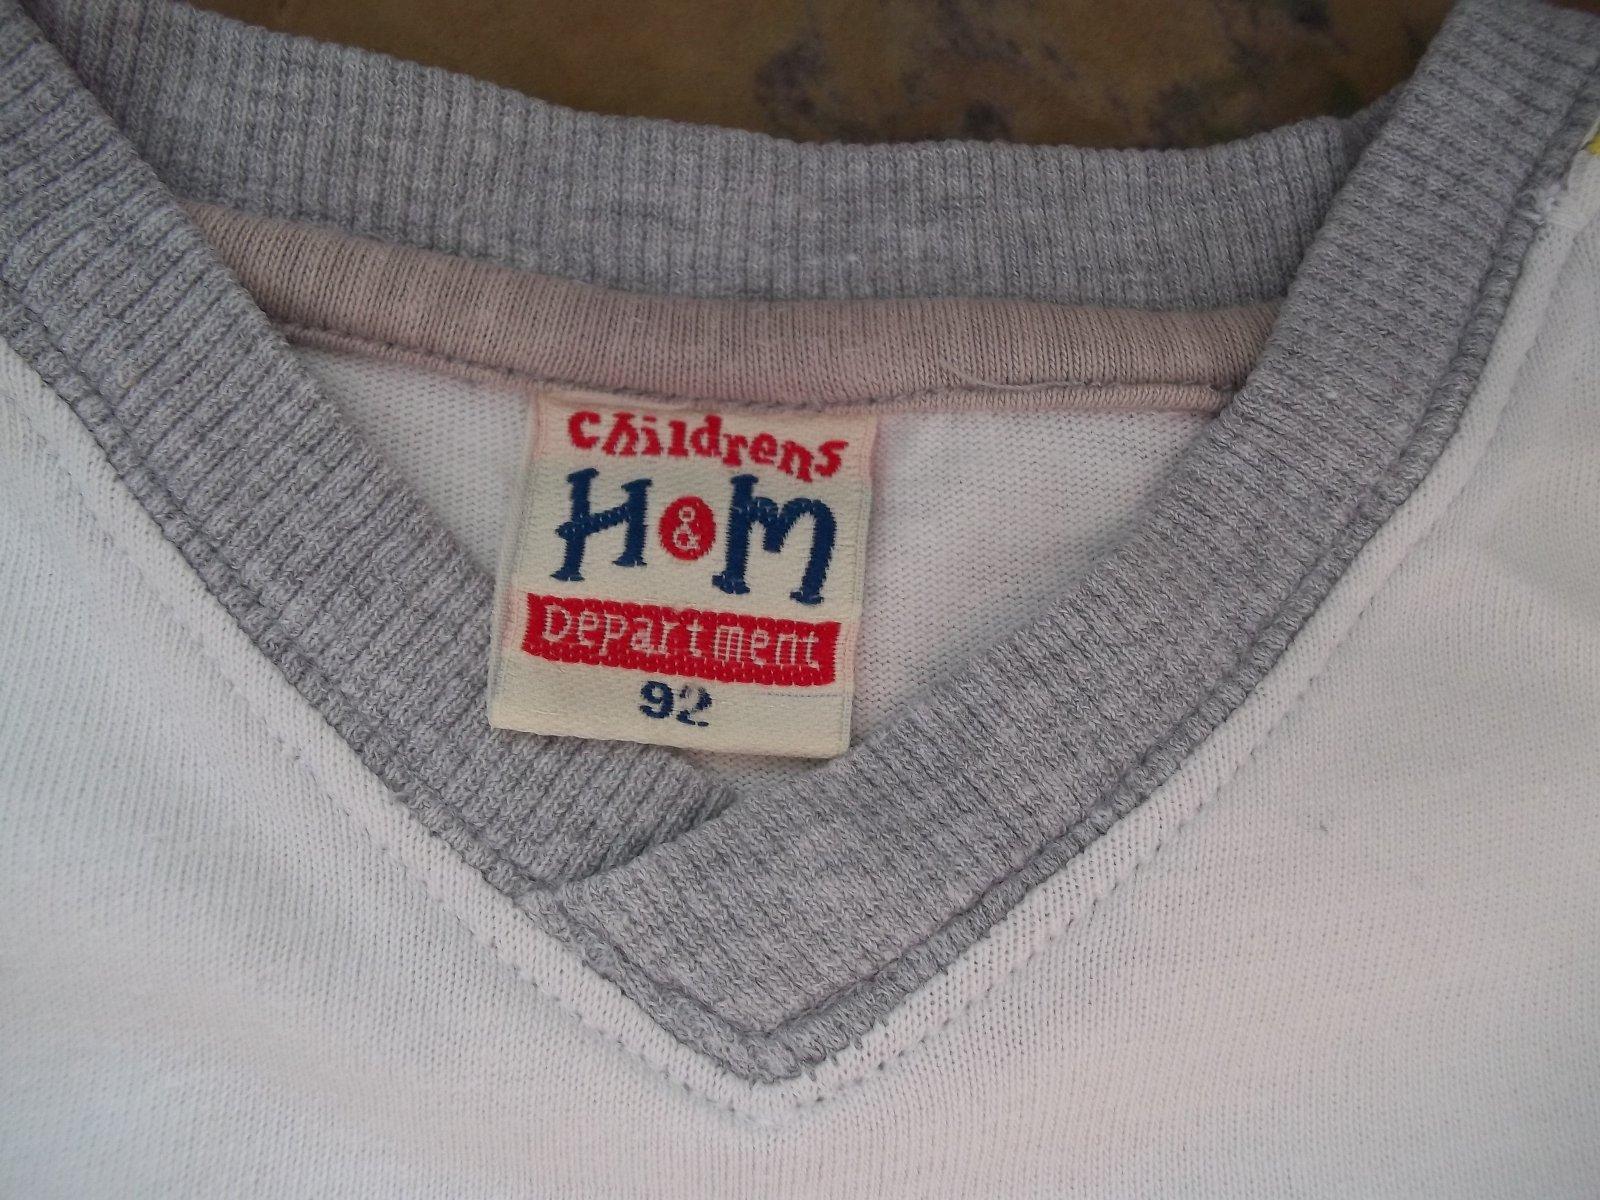 Childrens
H&M
Department
92